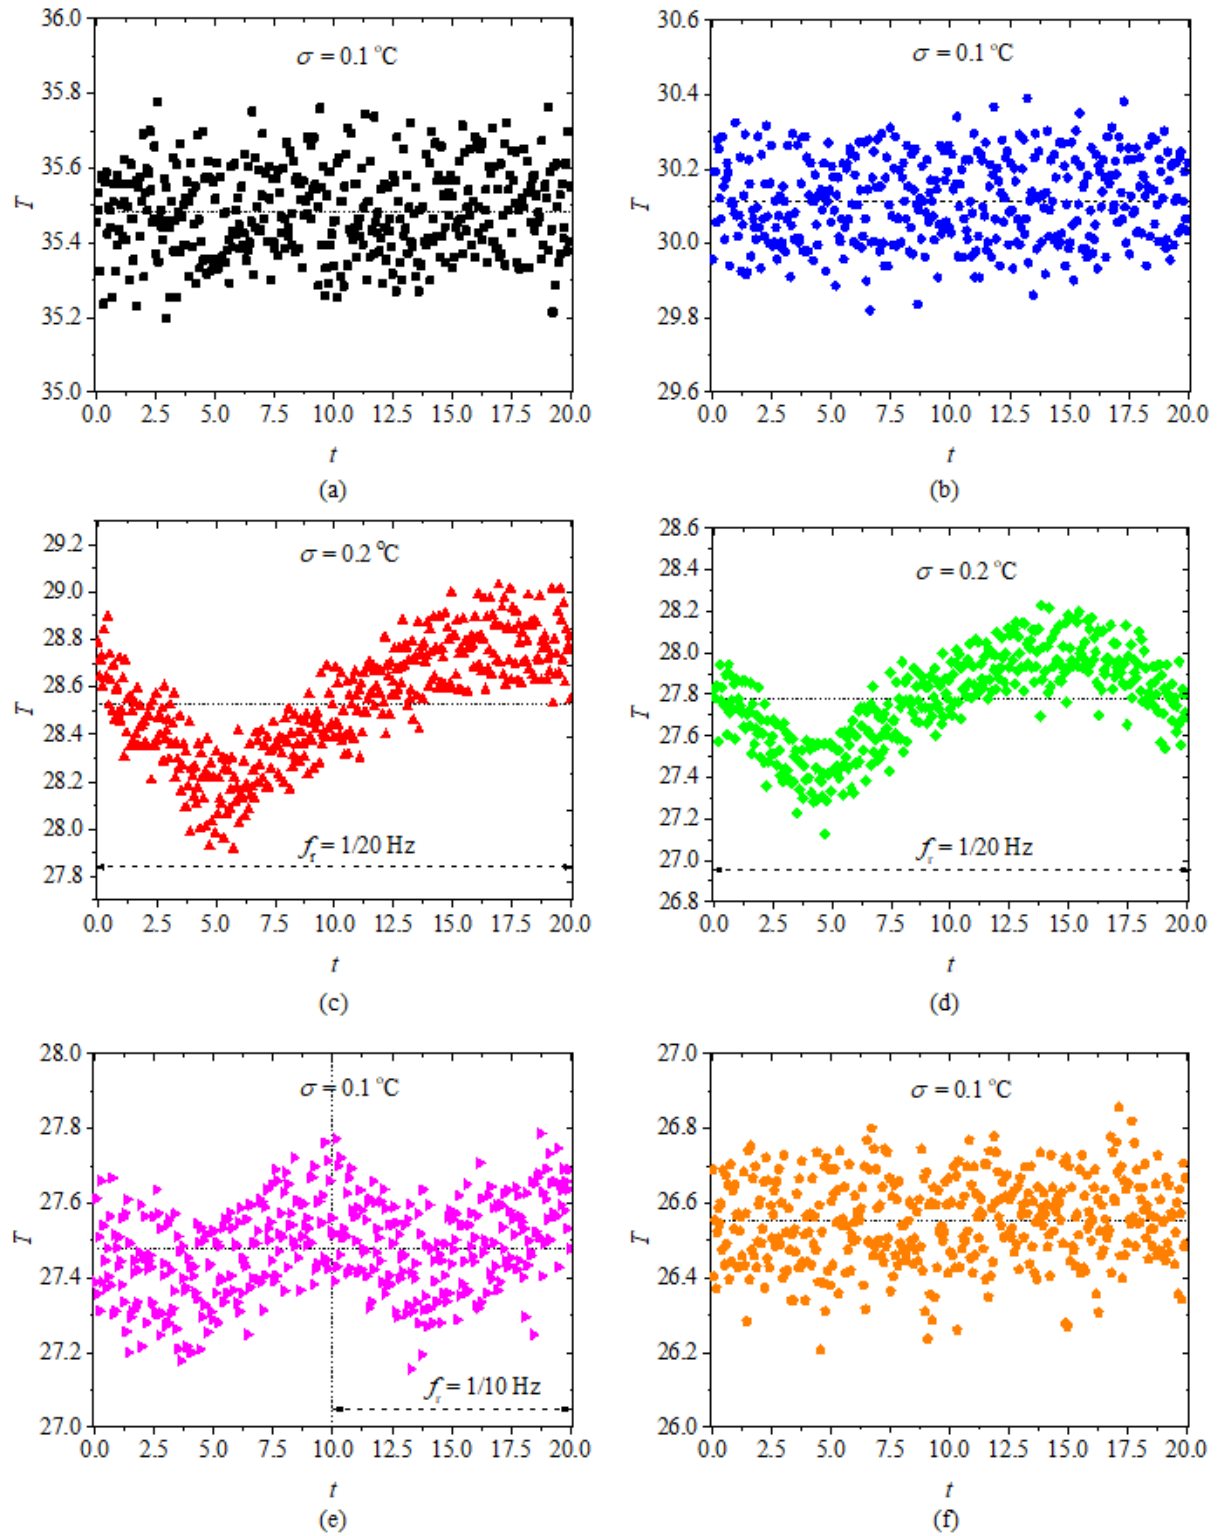 36.0
35.8
35.6
35.4
35.2
35.0
T
σ = 0.1 °C
0.0 2.5 5.0 7.5 10.0 12.5 15.0 17.5 20.0
t
(a)
30.6
30.4
30.2
30.0
29.8
29.6
T
σ = 0.1 °C
0.0 2.5 5.0 7.5 10.0 12.5 15.0 17.5 20.0
t
(b)
29.2
29.0
28.8
28.6
28.4
28.2
28.0
27.8
T
σ = 0.2 °C
fr = 1/20 Hz
0.0 2.5 5.0 7.5 10.0 12.5 15.0 17.5 20.0
t
(c)
28.6
28.4
28.2
28.0
27.8
27.6
27.4
27.2
27.0
26.8
T
σ = 0.2 °C
fr = 1/20 Hz
0.0 2.5 5.0 7.5 10.0 12.5 15.0 17.5 20.0
t
(d)
28.0
27.8
27.6
27.4
27.2
27.0
T
σ = 0.1 °C
fr = 1/10 Hz
0.0 2.5 5.0 7.5 10.0 12.5 15.0 17.5 20.0
t
(e)
27.0
26.8
26.6
26.4
26.2
26.0
T
σ = 0.1 °C
0.0 2.5 5.0 7.5 10.0 12.5 15.0 17.5 20.0
t
(f)